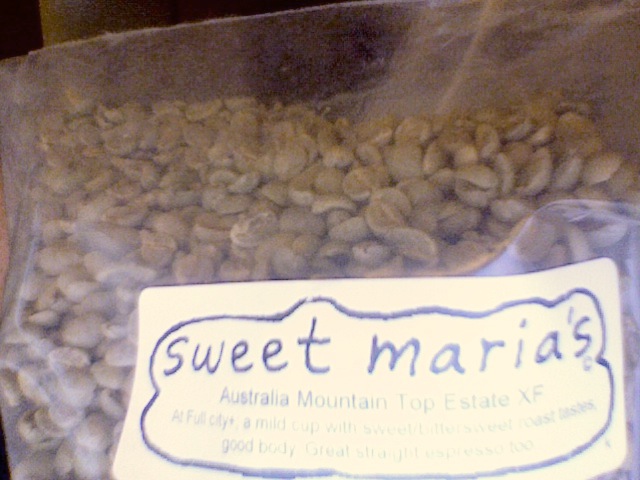 sweet maria's ©
Australia Mountain Top Estate XF
At Full city+, a mild cup with sweet/bittersweet roast tastes,
good body. Great straight espresso too.